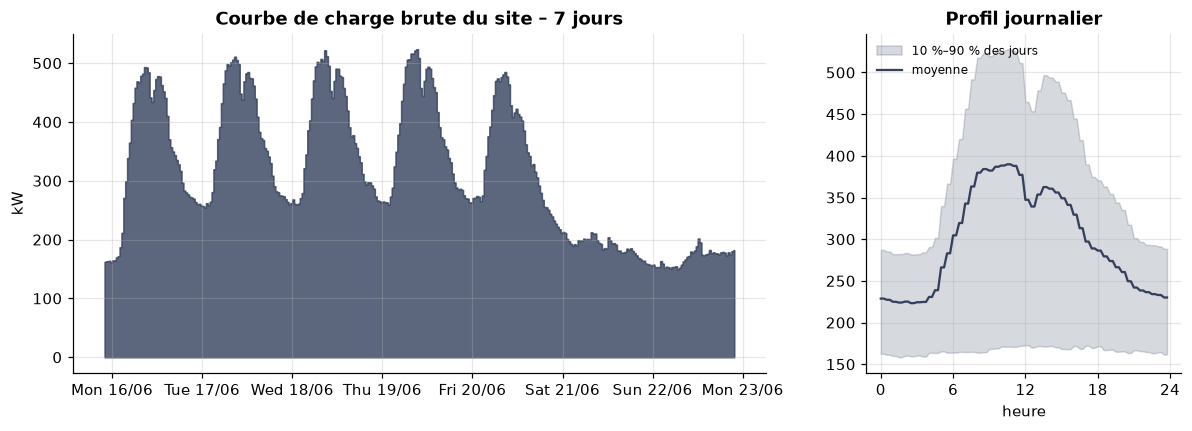 Courbe de charge brute du site – 7 jours
kW
500
400
300
200
100
0
Mon 16/06 Tue 17/06 Wed 18/06 Thu 19/06 Fri 20/06 Sat 21/06 Sun 22/06 Mon 23/06
Profil journalier
10 %–90 % des jours
moyenne
500
450
400
350
300
250
200
150
0 6 12 18 24
heure